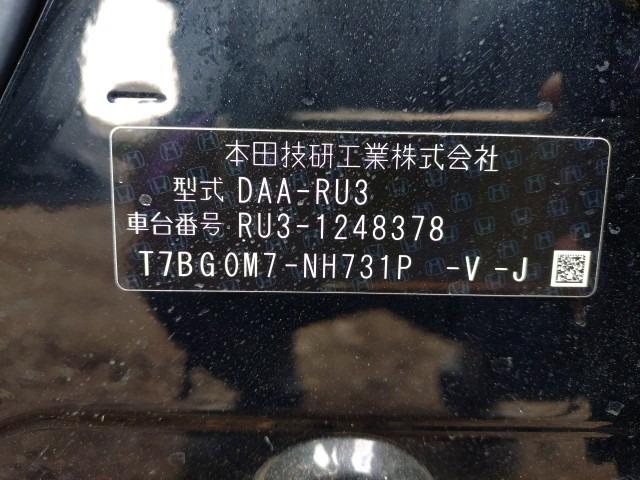 本田技研工業株式会社
型式 DAA-RU3
車台番号 RU3-1248378
T7BG0M7-NH731P -V -J